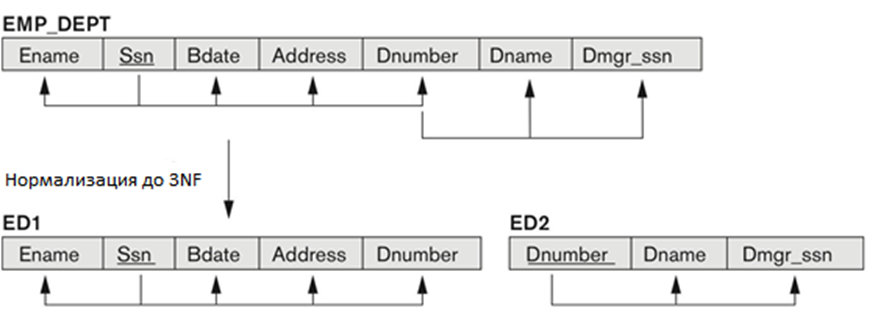 EMP_DEPT
Ename Ssn Bdate Address Dnumber Dname Dmgr_ssn
Нормализация до 3NF
ED1 ED2
Ename Ssn Bdate Address Dnumber Dnumber Dname Dmgr_ssn